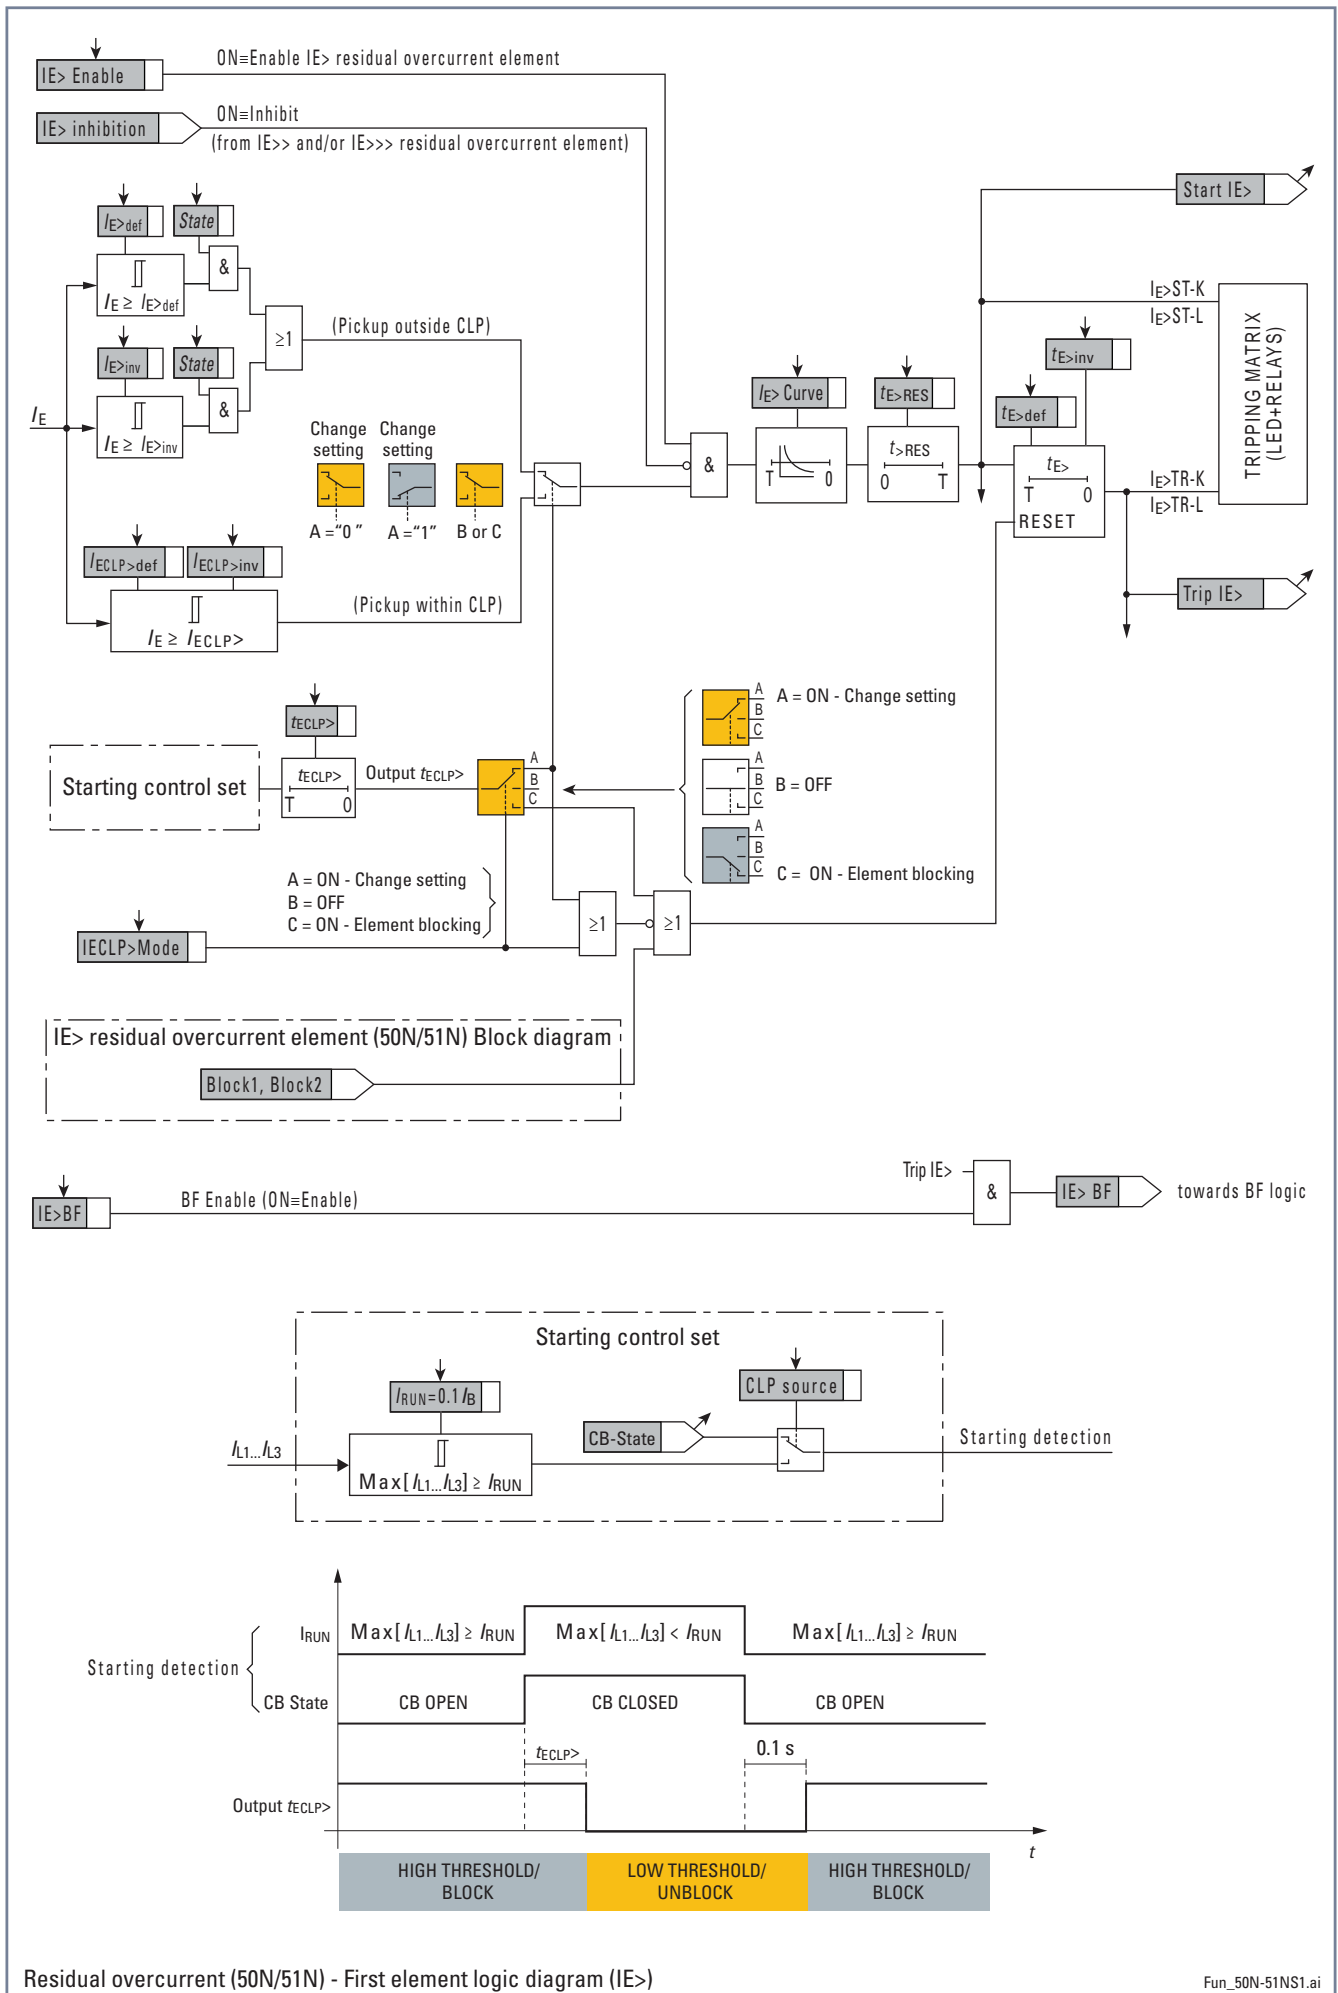 IE> Enable
ON≡Enable IE> residual overcurrent element
IE> inhibition
ON≡Inhibit
(from IE>> and/or IE>>> residual overcurrent element)
Start IE>
IE>def
State
&
IE ≥ IE>def
≥1
(Pickup outside CLP)
IE>inv
State
&
IE ≥ IE>inv
IE
IE>ST-K
IE>ST-L
TRIPPING MATRIX
(LED+RELAYS)
tE>inv
IE> Curve
tE>RES
tE>def
Change
setting
Change
setting
A ="0 "
A ="1"
B or C
&
T 0
t>RES
0 T
tE>
T 0
RESET
IE>TR-K
IE>TR-L
IECLP>def
IECLP>inv
(Pickup within CLP)
IE ≥ IECLP>
Trip IE>
tECLP>
Starting control set
tECLP>
T 0
Output tECLP>
A
B
C
A
B
C
A = ON - Change setting
A
B
C
B = OFF
A
B
C
C = ON - Element blocking
A = ON - Change setting
B = OFF
C = ON - Element blocking
IECLP>Mode
≥1
≥1
IE> residual overcurrent element (50N/51N) Block diagram
Block1, Block2
Trip IE>
&
IE> BF
towards BF logic
IE>BF
BF Enable (ON≡Enable)
Starting control set
IRUN=0.1 IB
CLP source
CB-State
IL1...IL3
Max[IL1...IL3] ≥ IRUN
Starting detection
IRUN
Max[IL1...IL3] ≥ IRUN
Max[IL1...IL3] < IRUN
Max[IL1...IL3] ≥ IRUN
Starting detection
CB State
CB OPEN
CB CLOSED
CB OPEN
tECLP>
0.1 s
Output tECLP>
t
HIGH THRESHOLD/
BLOCK
LOW THRESHOLD/
UNBLOCK
HIGH THRESHOLD/
BLOCK
Residual overcurrent (50N/51N) - First element logic diagram (IE>)
Fun_50N-51NS1.ai